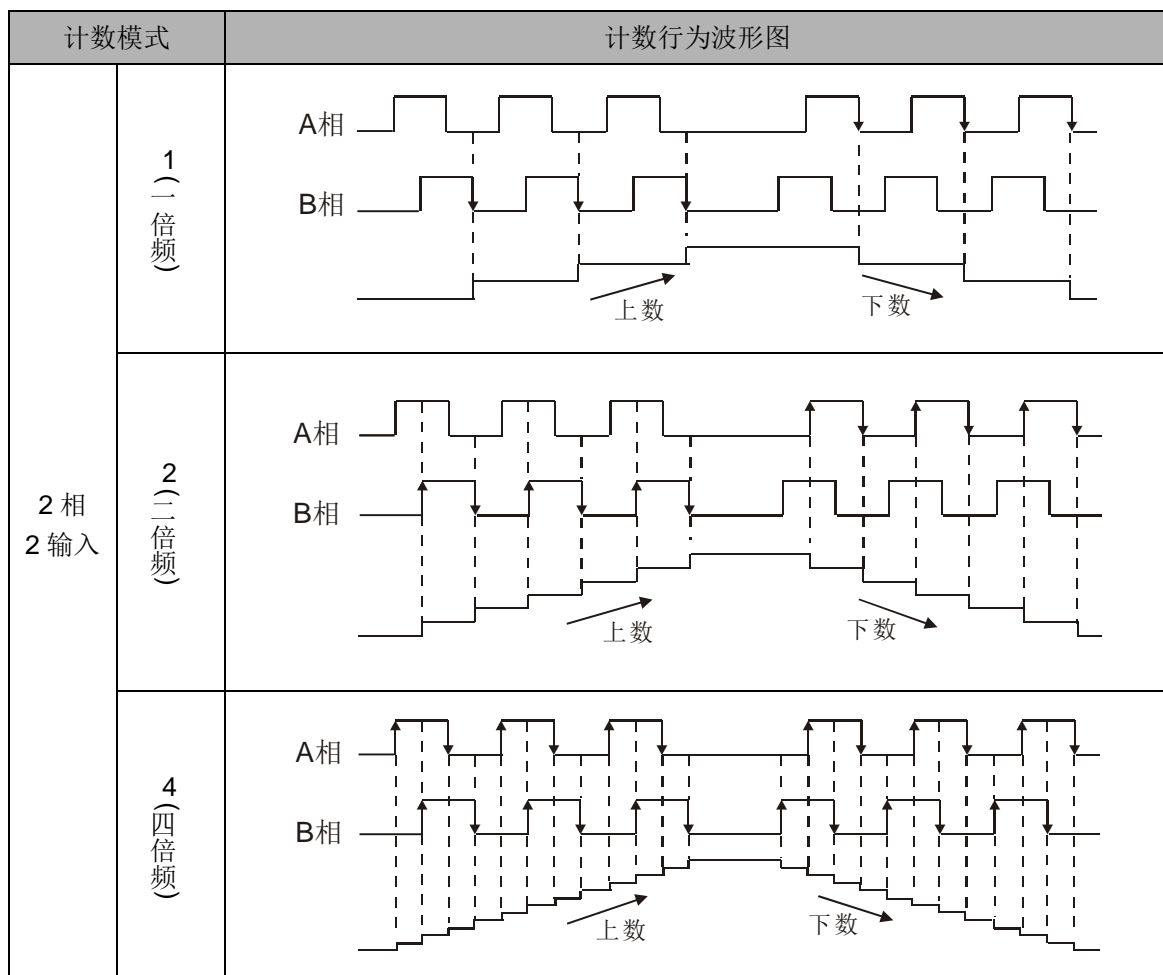 计数模式
计数行为波形图
2 相
2 输入
1(一倍频)
A相
B相
上数
下数
2(二倍频)
A相
B相
上数
下数
4(四倍频)
A相
B相
上数
下数